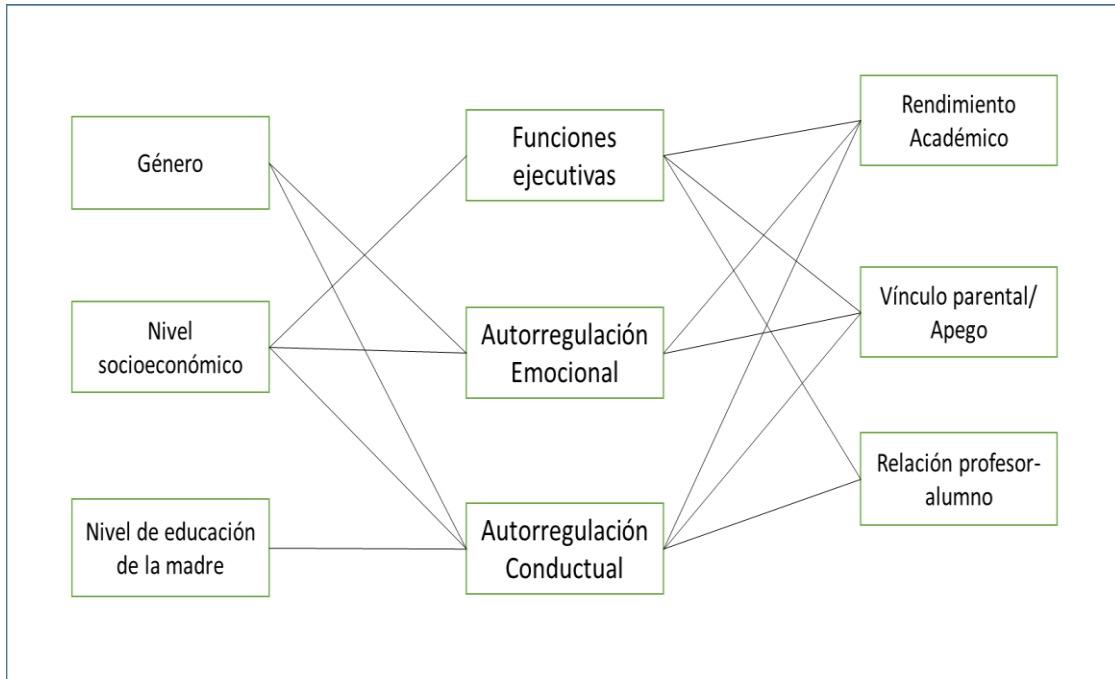 Género
Nivel
socioeconómico
Nivel de educación
de la madre
Funciones
ejecutivas
Autorregulación
Emocional
Autorregulación
Conductual
Rendimiento
Académico
Vínculo parental/
Apego
Relación profesor-
alumno